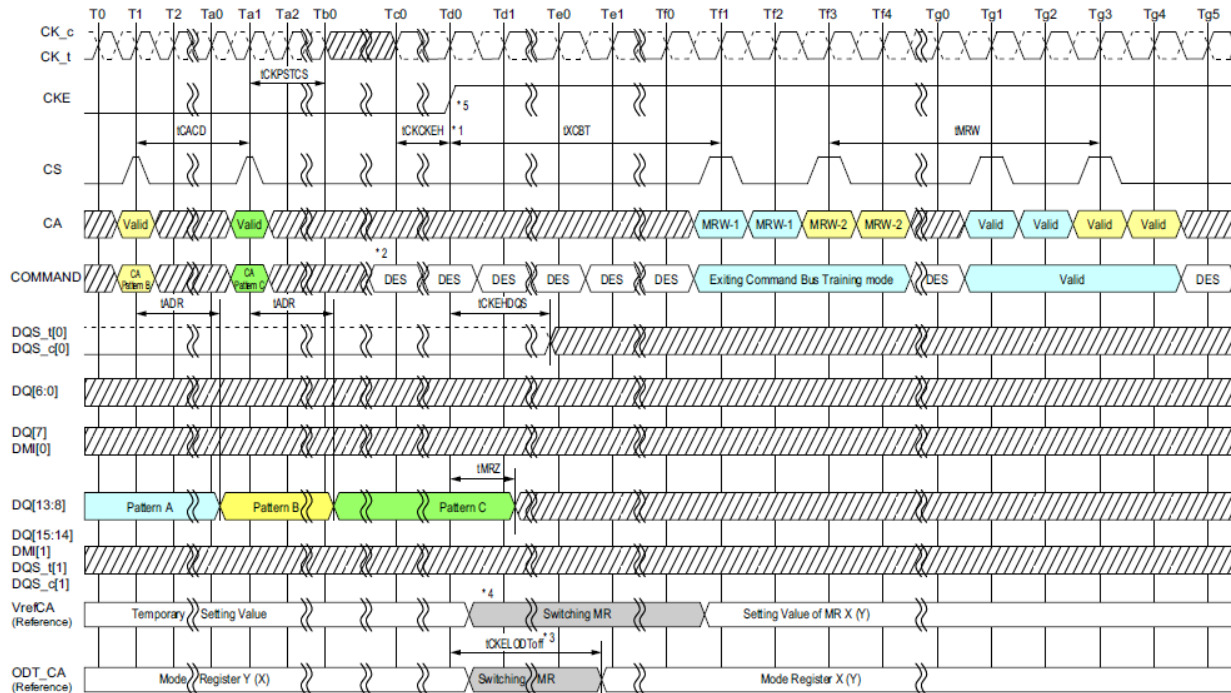 T0 T1 T2 Ta0 Ta1 Ta2 Tb0 Tc0 Td0 Td1 Te0 Te1 Tf0 Tf1 Tf2 Tf3 Tf4 Tg0 Tg1 Tg2 Tg3 Tg4 Tg5
CK_c
CK_t
tCKPSTCS
CKE
* 5
tCACD tCKCKEH * 1 tXCBT tMRW
CS
CA Valid Valid MRW-1 MRW-1 MRW-2 MRW-2 Valid Valid Valid Valid
* 2
COMMAND CA Pattern B CA Pattern C DES DES DES DES DES DES Exiting Command Bus Training mode DES Valid DES
tADR tADR tCKEHDQS
DQS_t[0]
DQS_c[0]
DQ[6:0]
DQ[7]
DMI[0]
tMRZ
DQ[13:8] Pattern A Pattern B Pattern C
DQ[15:14]
DMI[1]
DQS_t[1]
DQS_c[1]
* 4
VrefCA Temporary Setting Value Switching MR Setting Value of MR X (Y)
(Reference)
tCKELODToff * 3
ODT_CA Mode Register Y (X) Switching MR Mode Register X (Y)
(Reference)